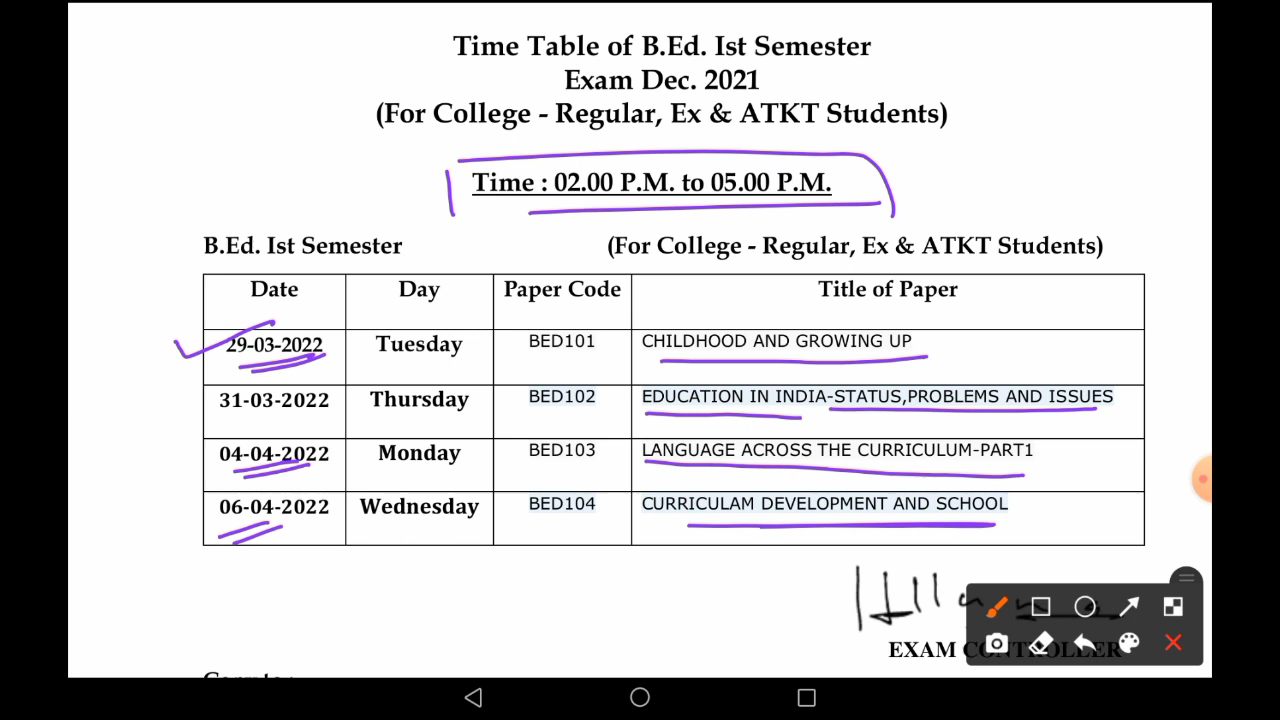 Time Table of B.Ed. Ist Semester
Exam Dec. 2021
(For College - Regular, Ex & ATKT Students)
Time : 02.00 P.M. to 05.00 P.M.
B.Ed. Ist Semester (For College - Regular, Ex & ATKT Students)
Date Day Paper Code Title of Paper
29-03-2022 Tuesday BED101 CHILDHOOD AND GROWING UP
31-03-2022 Thursday BED102 EDUCATION IN INDIA-STATUS,PROBLEMS AND ISSUES
04-04-2022 Monday BED103 LANGUAGE ACROSS THE CURRICULUM-PART1
06-04-2022 Wednesday BED104 CURRICULAM DEVELOPMENT AND SCHOOL
EXAM CONTROLLER